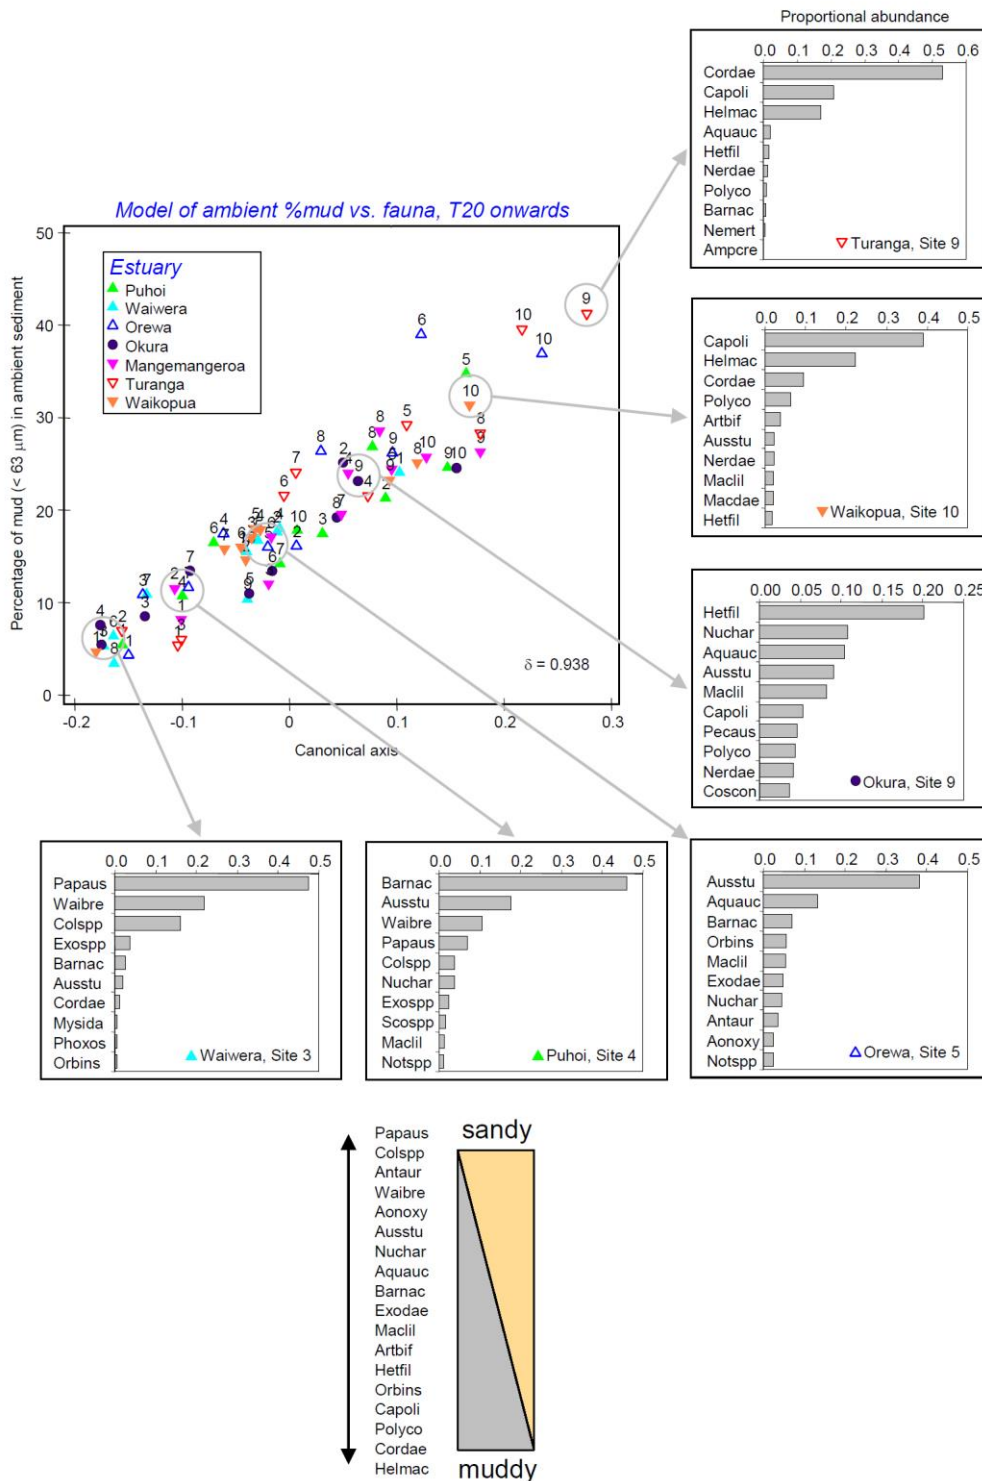 Proportional abundance
0.0 0.1 0.2 0.3 0.4 0.5 0.6
Cordae
Capoli
Helmac
Aquauc
Hetfil
Nerdae
Polyco
Barnac
Nemert
Ampcre
Turanga, Site 9
Model of ambient %mud vs. fauna, T20 onwards
Percentage of mud (< 63 μm) in ambient sediment
50
40
30
20
10
0
Estuary
Puhoi
Waiwera
Orewa
Okura
Mangemangeroa
Turanga
Waikopua
δ = 0.938
-0.2 -0.1 0 0.1 0.2 0.3
Canonical axis
0.0 0.1 0.2 0.3 0.4 0.5
Capoli
Helmac
Cordae
Polyco
Artbif
Ausstu
Nerdae
Maclil
Macdae
Hetfil
Waikopua, Site 10
0.00 0.05 0.10 0.15 0.20 0.25
Hetfil
Nuchar
Aquauc
Ausstu
Maclil
Capoli
Pecaus
Polyco
Nerdae
Coscon
Okura, Site 9
0.0 0.1 0.2 0.3 0.4 0.5
Papaus
Waibre
Colspp
Exospp
Barnac
Ausstu
Cordae
Mysida
Phoxos
Orbins
Waiwera, Site 3
0.0 0.1 0.2 0.3 0.4 0.5
Barnac
Ausstu
Waibre
Papaus
Colspp
Nuchar
Exospp
Scospp
Maclil
Notspp
Puhoi, Site 4
0.0 0.1 0.2 0.3 0.4 0.5
Ausstu
Aquauc
Barnac
Orbins
Maclil
Exodae
Nuchar
Antaur
Aonoxy
Notspp
Orewa, Site 5
sandy
Papaus
Colspp
Antaur
Waibre
Aonoxy
Ausstu
Nuchar
Aquauc
Barnac
Exodae
Maclil
Artbif
Hetfil
Orbins
Capoli
Polyco
Cordae
Helmac
muddy